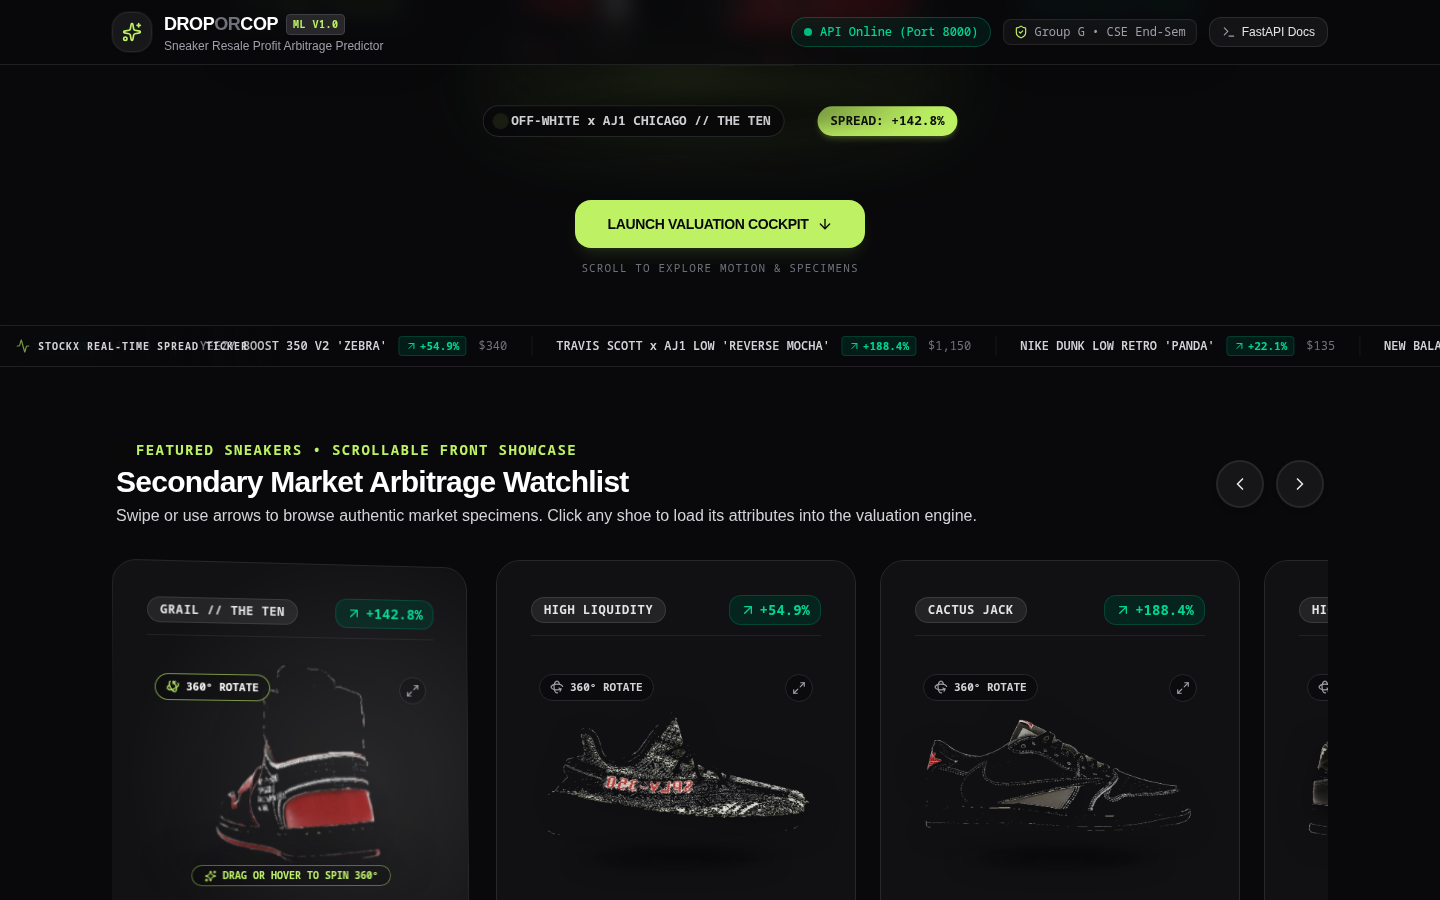 DROPORCOP ML V1.0
Sneaker Resale Profit Arbitrage Predictor
API Online (Port 8000)
Group G • CSE End-Sem
FastAPI Docs
OFF-WHITE x AJ1 CHICAGO // THE TEN
SPREAD: +142.8%
LAUNCH VALUATION COCKPIT
SCROLL TO EXPLORE MOTION & SPECIMENS
STOCKX REAL-TIME SPREAD BOOST 350 V2 'ZEBRA' +54.9% $340 TRAVIS SCOTT x AJ1 LOW 'REVERSE MOCHA' +188.4% $1,150 NIKE DUNK LOW RETRO 'PANDA' +22.1% $135 NEW
FEATURED SNEAKERS • SCROLLABLE FRONT SHOWCASE
Secondary Market Arbitrage Watchlist
Swipe or use arrows to browse authentic market specimens. Click any shoe to load its attributes into the valuation engine.
GRAIL // THE TEN +142.8%
360° ROTATE
DRAG OR HOVER TO SPIN 360°
HIGH LIQUIDITY +54.9%
360° ROTATE
CACTUS JACK +188.4%
360° ROTATE